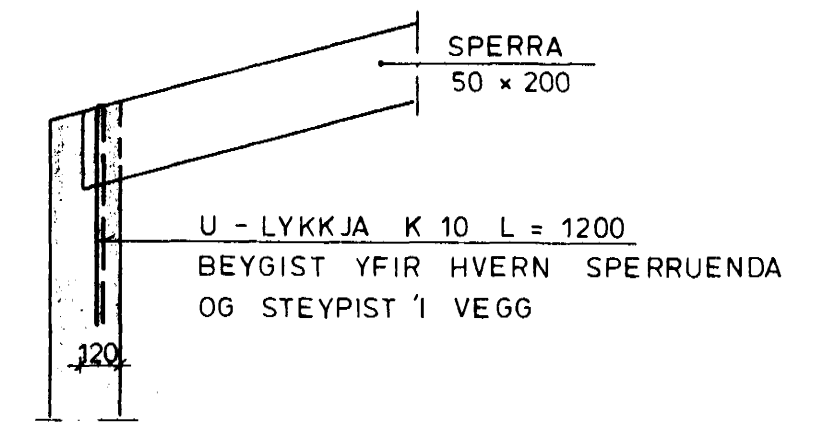 SPERRA
50 × 200
U - LYKKJA K 10 L = 1200
BEYGIST YFIR HVERN SPERRUENDA
OG STEYPIST Í VEGG
120